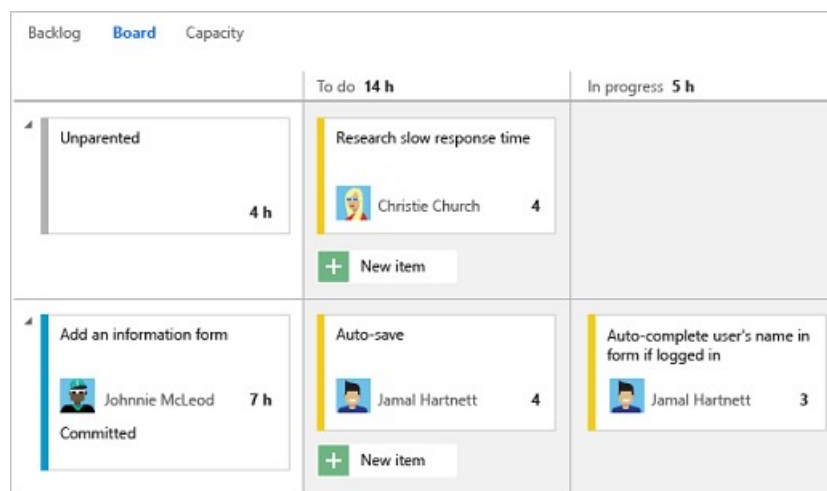 Backlog Board Capacity
To do 14 h In progress 5 h
Unparented
4 h
Research slow response time
Christie Church 4
New item
Add an information form
Johnnie McLeod 7 h
Committed
Auto-save
Jamal Hartnett 4
New item
Auto-complete user's name in
form if logged in
Jamal Hartnett 3